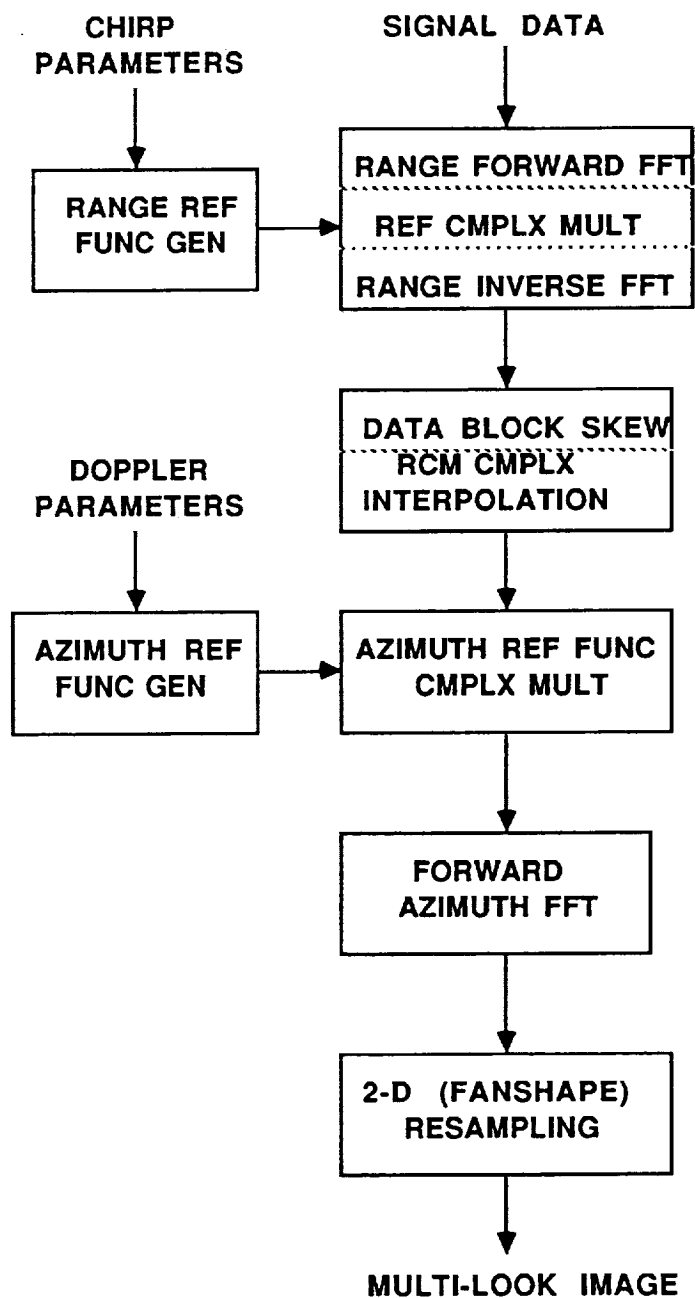 CHIRP
PARAMETERS
SIGNAL DATA
RANGE REF
FUNC GEN
RANGE FORWARD FFT
REF CMPLX MULT
RANGE INVERSE FFT
DATA BLOCK SKEW
RCM CMPLX
INTERPOLATION
DOPPLER
PARAMETERS
AZIMUTH REF
FUNC GEN
AZIMUTH REF FUNC
CMPLX MULT
FORWARD
AZIMUTH FFT
2-D (FANSHAPE)
RESAMPLING
MULTI-LOOK IMAGE